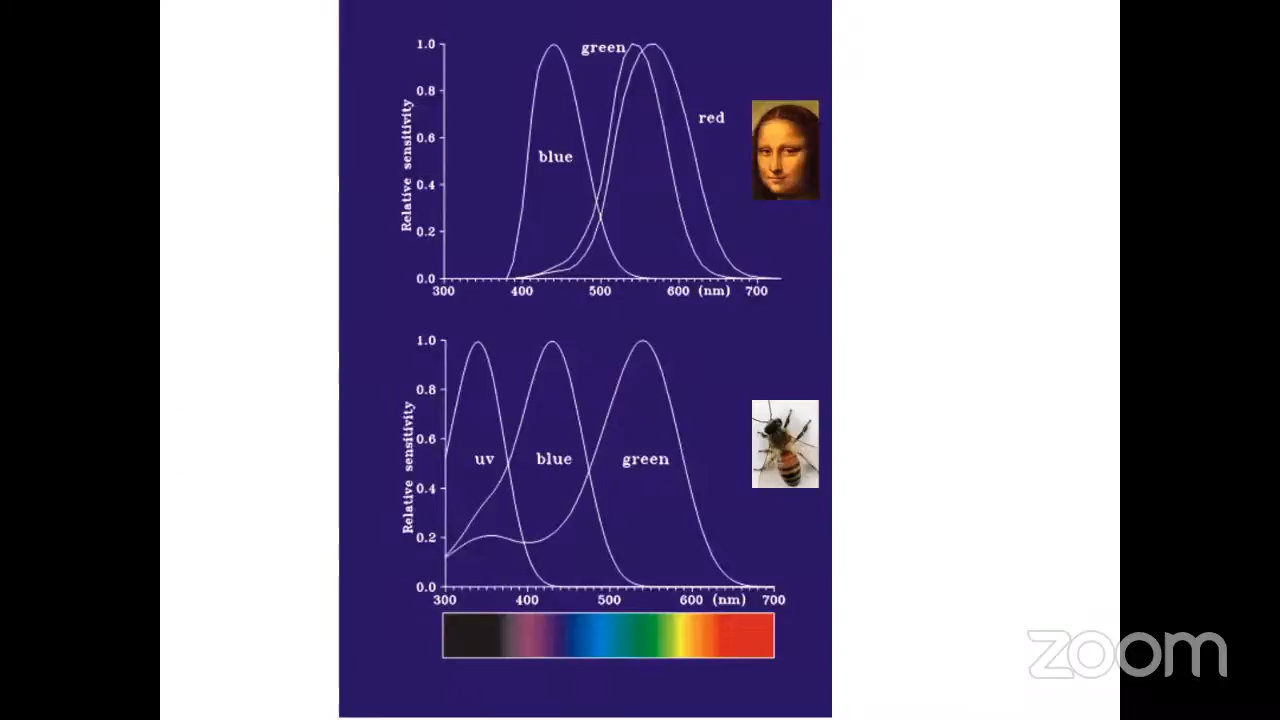 1.0
0.8
0.6
0.4
0.2
0.0
Relative sensitivity
green
red
blue
300 400 500 600 (nm) 700
1.0
0.8
0.6
0.4
0.2
0.0
Relative sensitivity
uv blue green
300 400 500 600 (nm) 700
zoom